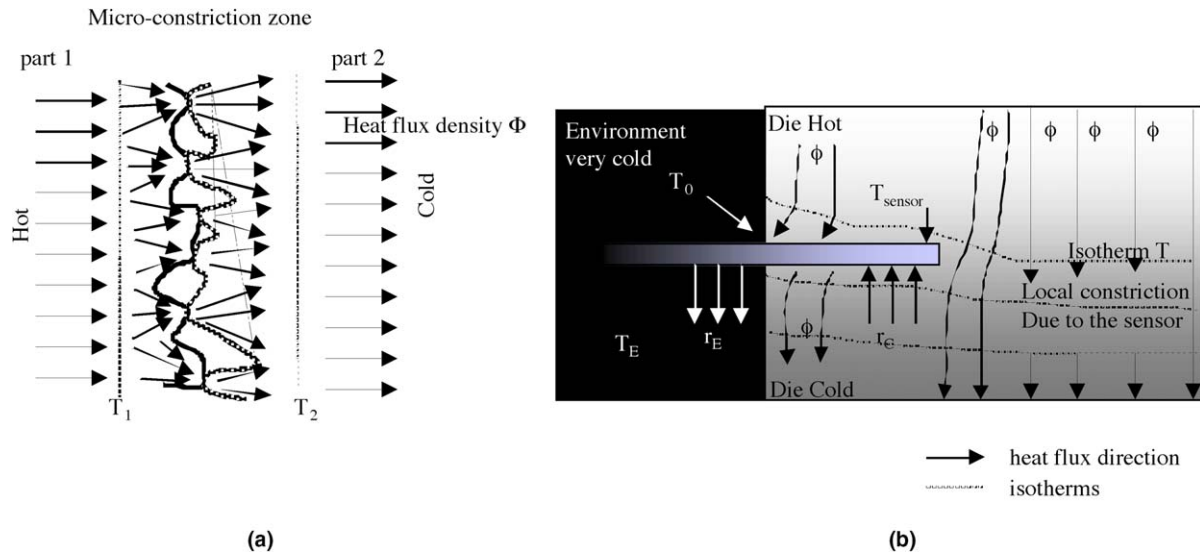 Micro-constriction zone
part 1
part 2
Heat flux density Φ
Hot
Cold
T1
T2
(a)
Environment
very cold
Die Hot
ϕ
ϕ
ϕ
ϕ
ϕ
T0
Tsensor
Isotherm T
Local constriction
Due to the sensor
TE
rE
ϕ
rC
Die Cold
heat flux direction
isotherms
(b)